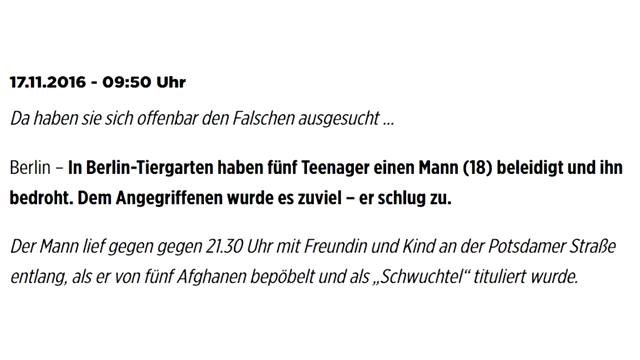 17.11.2016 - 09:50 Uhr
Da haben sie sich offenbar den Falschen ausgesucht ...
Berlin – In Berlin-Tiergarten haben fünf Teenager einen Mann (18) beleidigt und ihn
bedroht. Dem Angegriffenen wurde es zuviel – er schlug zu.
Der Mann lief gegen gegen 21.30 Uhr mit Freundin und Kind an der Potsdamer Straße
entlang, als er von fünf Afghanen bepöbelt und als „Schwuchtel“ tituliert wurde.